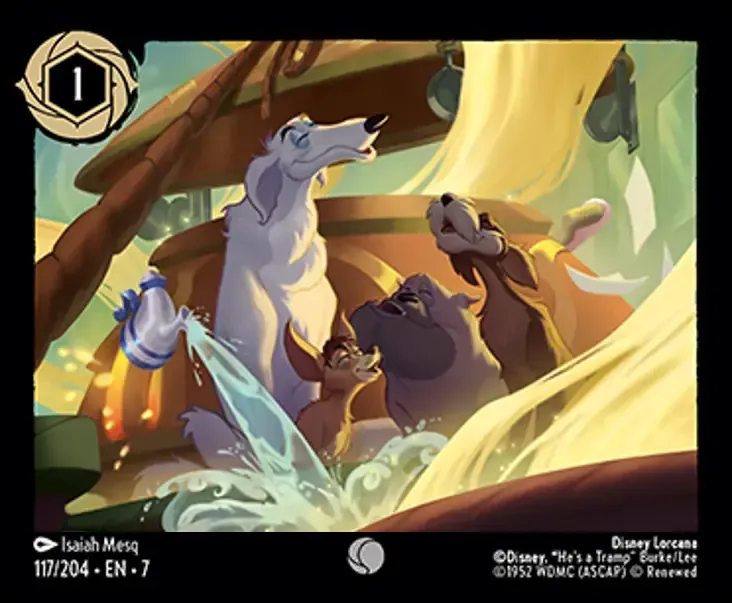 1
Isaiah Mesq
117/204 • EN • 7
Disney Lorcana
©Disney, "He's a Tramp" Burke/Lee
©1952 WDMC (ASCAP) © Renewed